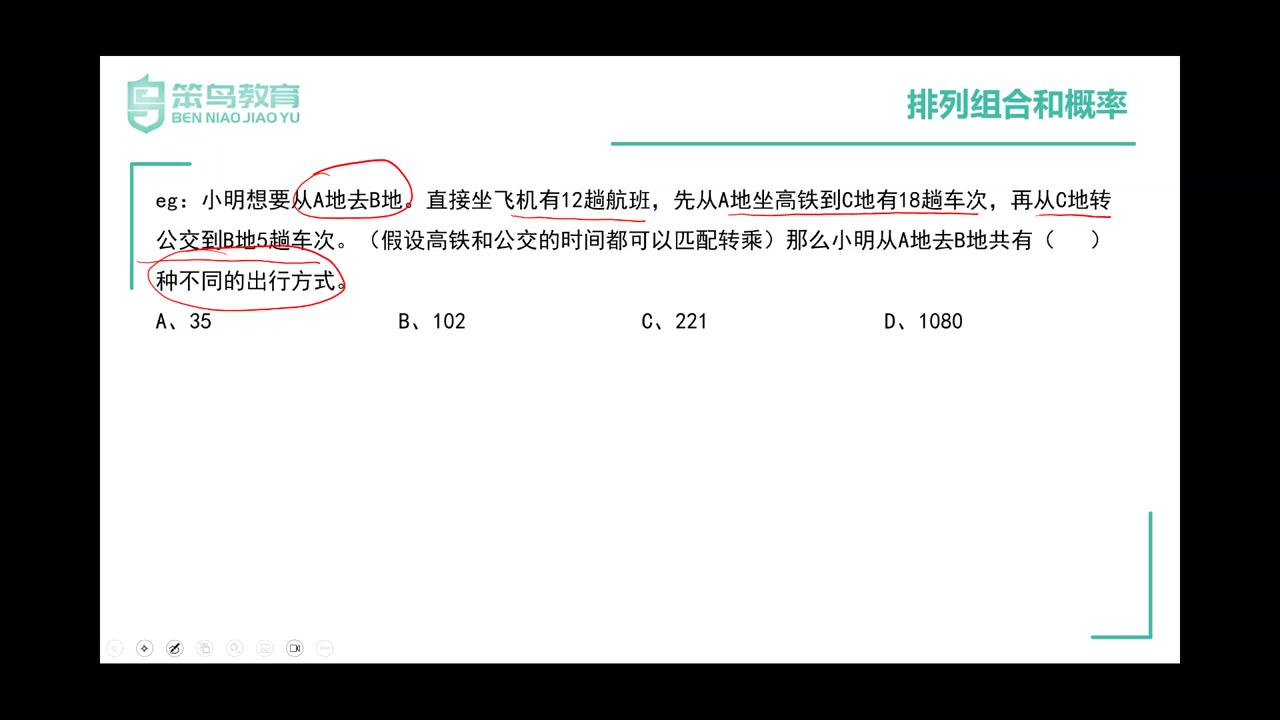 笨鸟教育
BEN NIAO JIAO YU
排列组合和概率
eg：小明想要从A地去B地。直接坐飞机有12趟航班，先从A地坐高铁到C地有18趟车次，再从C地转
公交到B地5趟车次。（假设高铁和公交的时间都可以匹配转乘）那么小明从A地去B地共有（　）
种不同的出行方式。
A、35 B、102 C、221 D、1080